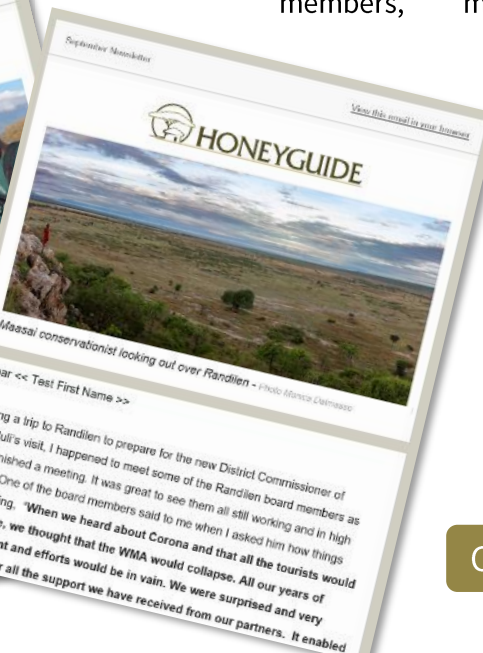 members,
September Newsletter
View this email in your browser
HONEYGUIDE
Maasai conservationist looking out over Randilen - Photo Monica Dalmasso
ar << Test First Name >>
ng a trip to Randilen to prepare for the new District Commissioner of
uli's visit, I happened to meet some of the Randilen board members as
nished a meeting. It was great to see them all still working and in high
One of the board members said to me when I asked him how things
ing, "When we heard about Corona and that all the tourists would
e, we thought that the WMA would collapse. All our years of
nt and efforts would be in vain. We were surprised and very
r all the support we have received from our partners. It enabled